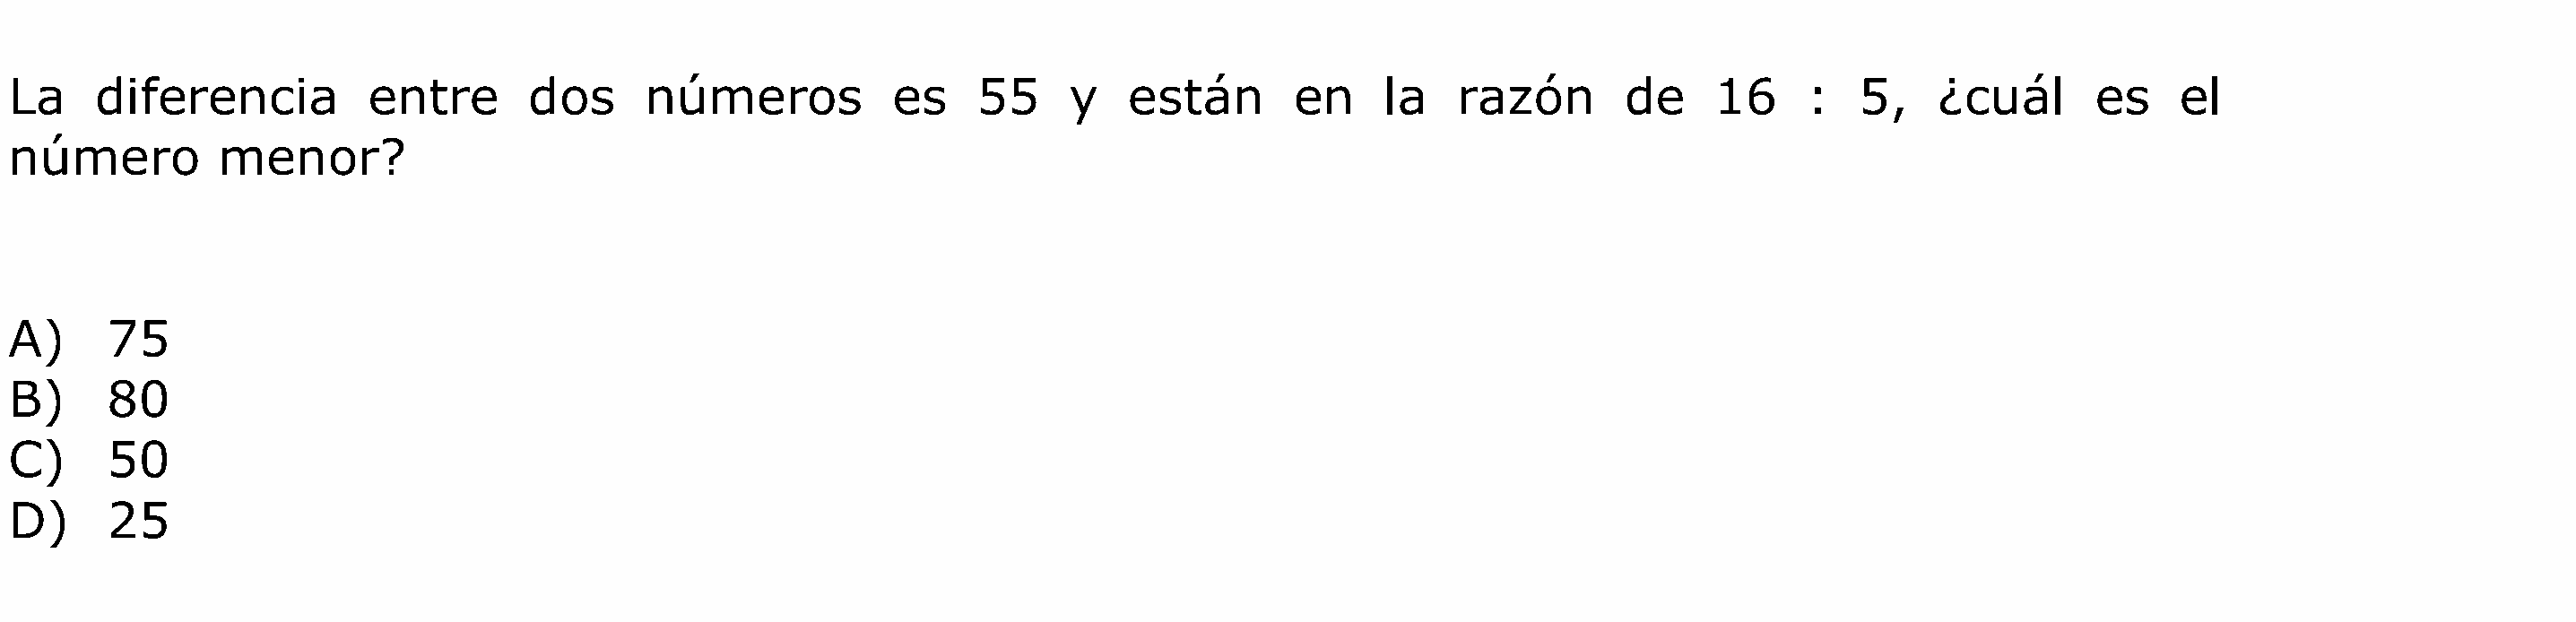 La diferencia entre dos números es 55 y están en la razón de 16 : 5, ¿cuál es el
número menor?
A) 75
B) 80
C) 50
D) 25